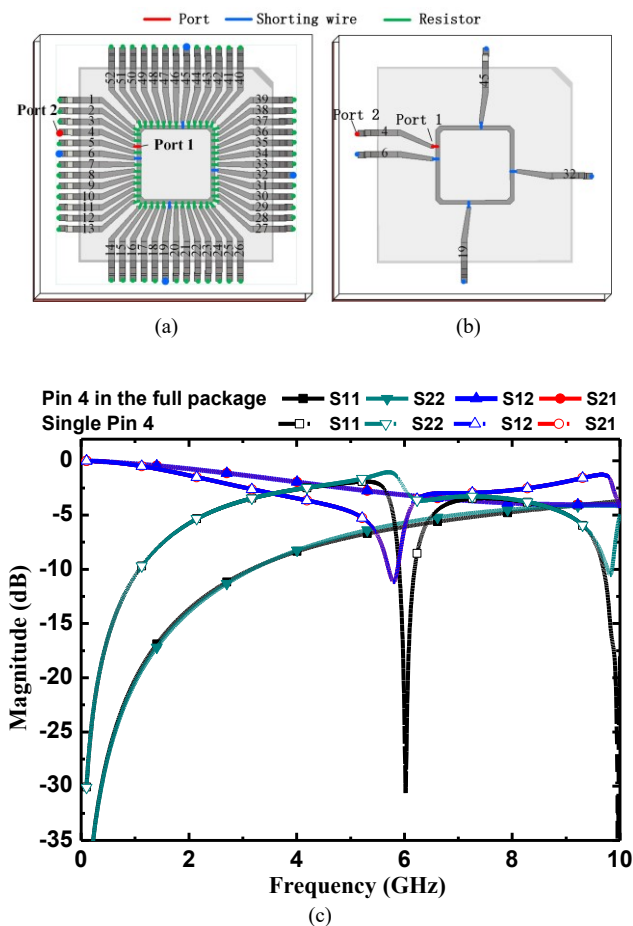 Port Shorting wire Resistor
52 51 50 49 48 47 46 45 44 43 42 41 40
1 39
2 38
Port 2 3 37
4 36
5 Port 1 35
6 34
7 33
8 32
9 31
10 30
11 29
12 28
13 27
14 15 16 17 18 19 20 21 22 23 24 25 26
45
Port 2 Port 1
4
6
32
19
(a) (b)
Pin 4 in the full package S11 S22 S12 S21
Single Pin 4 S11 S22 S12 S21
0
-5
-10
-15
-20
-25
-30
-35
Magnitude (dB)
0 2 4 6 8 10
Frequency (GHz)
(c)